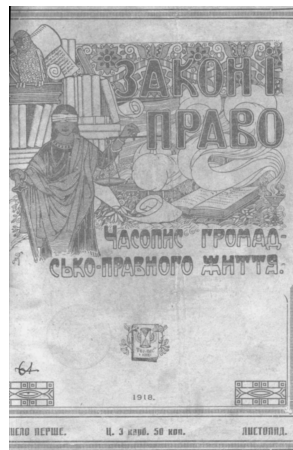 ЗАКОН І
ПРАВО
ЧАСОПИС ГРОМАД-
СЬКО-ПРАВНОГО ЖИТТЯ.
64
1918.
ЧИСЛО ПЕРШЕ. Ц. 3 карб. 50 коп. ЛИСТОПАД.